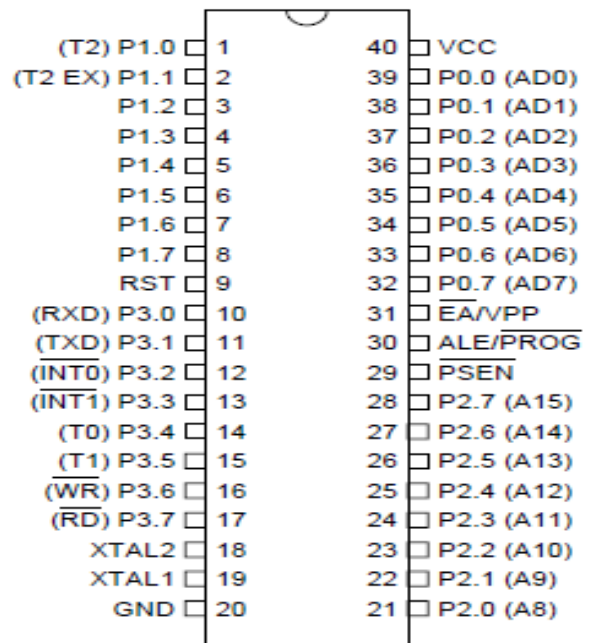 (T2) P1.0 1 40 VCC
(T2 EX) P1.1 2 39 P0.0 (AD0)
P1.2 3 38 P0.1 (AD1)
P1.3 4 37 P0.2 (AD2)
P1.4 5 36 P0.3 (AD3)
P1.5 6 35 P0.4 (AD4)
P1.6 7 34 P0.5 (AD5)
P1.7 8 33 P0.6 (AD6)
RST 9 32 P0.7 (AD7)
(RXD) P3.0 10 31 E̅A̅/VPP
(TXD) P3.1 11 30 ALE/P̅R̅O̅G̅
(I̅N̅T̅0̅) P3.2 12 29 P̅S̅E̅N̅
(I̅N̅T̅1̅) P3.3 13 28 P2.7 (A15)
(T0) P3.4 14 27 P2.6 (A14)
(T1) P3.5 15 26 P2.5 (A13)
(W̅R̅) P3.6 16 25 P2.4 (A12)
(R̅D̅) P3.7 17 24 P2.3 (A11)
XTAL2 18 23 P2.2 (A10)
XTAL1 19 22 P2.1 (A9)
GND 20 21 P2.0 (A8)